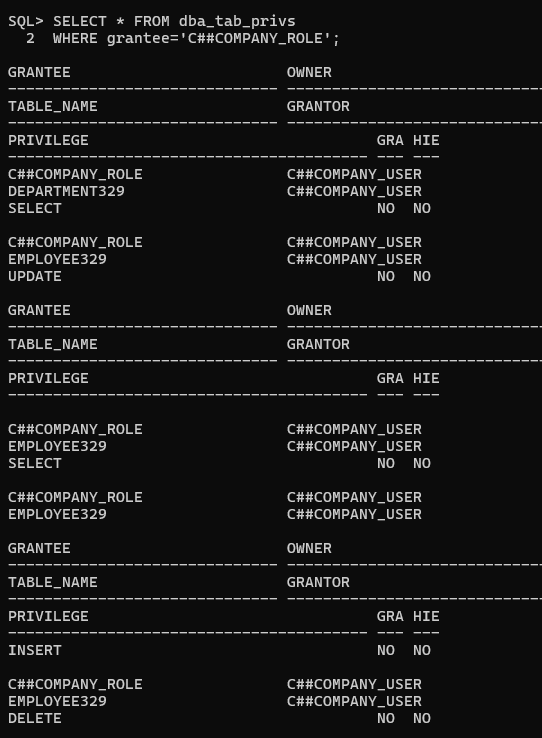 SQL> SELECT * FROM dba_tab_privs
  2  WHERE grantee='C##COMPANY_ROLE';
GRANTEE                        OWNER
------------------------------ -----------------------------
TABLE_NAME                     GRANTOR
------------------------------ -----------------------------
PRIVILEGE                                GRA HIE
---------------------------------------- --- ---
C##COMPANY_ROLE                C##COMPANY_USER
DEPARTMENT329                  C##COMPANY_USER
SELECT                                   NO  NO
C##COMPANY_ROLE                C##COMPANY_USER
EMPLOYEE329                    C##COMPANY_USER
UPDATE                                   NO  NO
GRANTEE                        OWNER
------------------------------ -----------------------------
TABLE_NAME                     GRANTOR
------------------------------ -----------------------------
PRIVILEGE                                GRA HIE
---------------------------------------- --- ---
C##COMPANY_ROLE                C##COMPANY_USER
EMPLOYEE329                    C##COMPANY_USER
SELECT                                   NO  NO
C##COMPANY_ROLE                C##COMPANY_USER
EMPLOYEE329                    C##COMPANY_USER
GRANTEE                        OWNER
------------------------------ -----------------------------
TABLE_NAME                     GRANTOR
------------------------------ -----------------------------
PRIVILEGE                                GRA HIE
---------------------------------------- --- ---
INSERT                                   NO  NO
C##COMPANY_ROLE                C##COMPANY_USER
EMPLOYEE329                    C##COMPANY_USER
DELETE                                   NO  NO